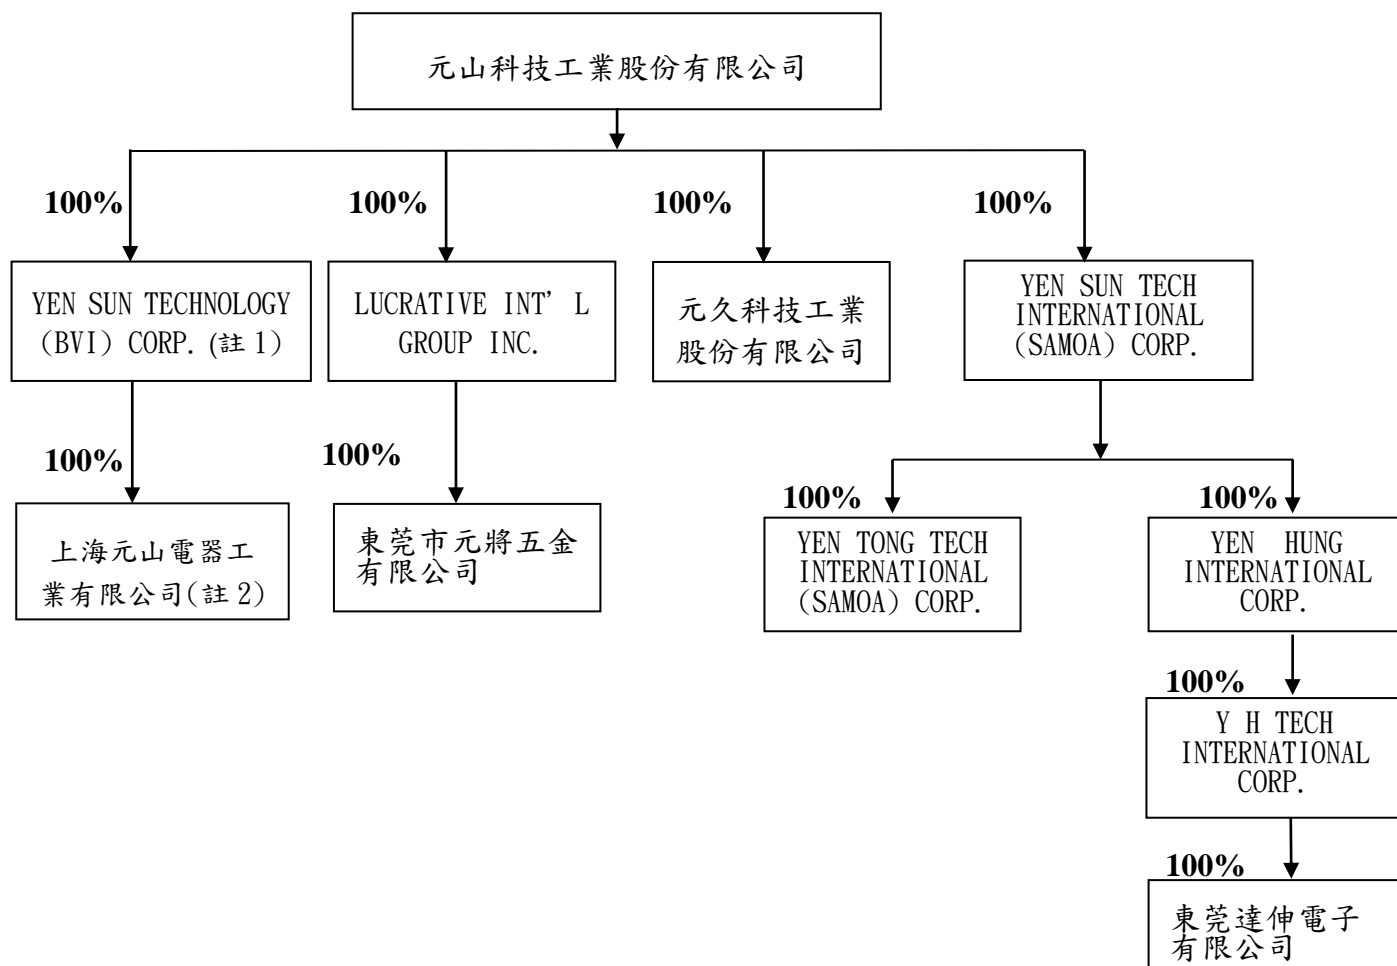 元山科技工業股份有限公司
100%
100%
100%
100%
YEN SUN TECHNOLOGY
(BVI) CORP. (註 1)
LUCRATIVE INT' L
GROUP INC.
元久科技工業
股份有限公司
YEN SUN TECH
INTERNATIONAL
(SAMOA) CORP.
100%
100%
100%
100%
上海元山電器工
業有限公司(註 2)
東莞市元將五金
有限公司
YEN TONG TECH
INTERNATIONAL
(SAMOA) CORP.
YEN HUNG
INTERNATIONAL
CORP.
100%
Y H TECH
INTERNATIONAL
CORP.
100%
東莞達伸電子
有限公司